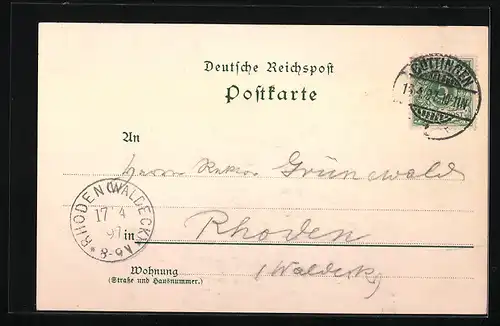 Deutsche Reichspost
Postkarte
GÖTTINGEN
An
Herrn Rektor Grünewald
RHODEN (WALDECK)
17 4
97
8-9 V
in Rhoden
(Waldeck)
Wohnung
(Straße und Hausnummer.)